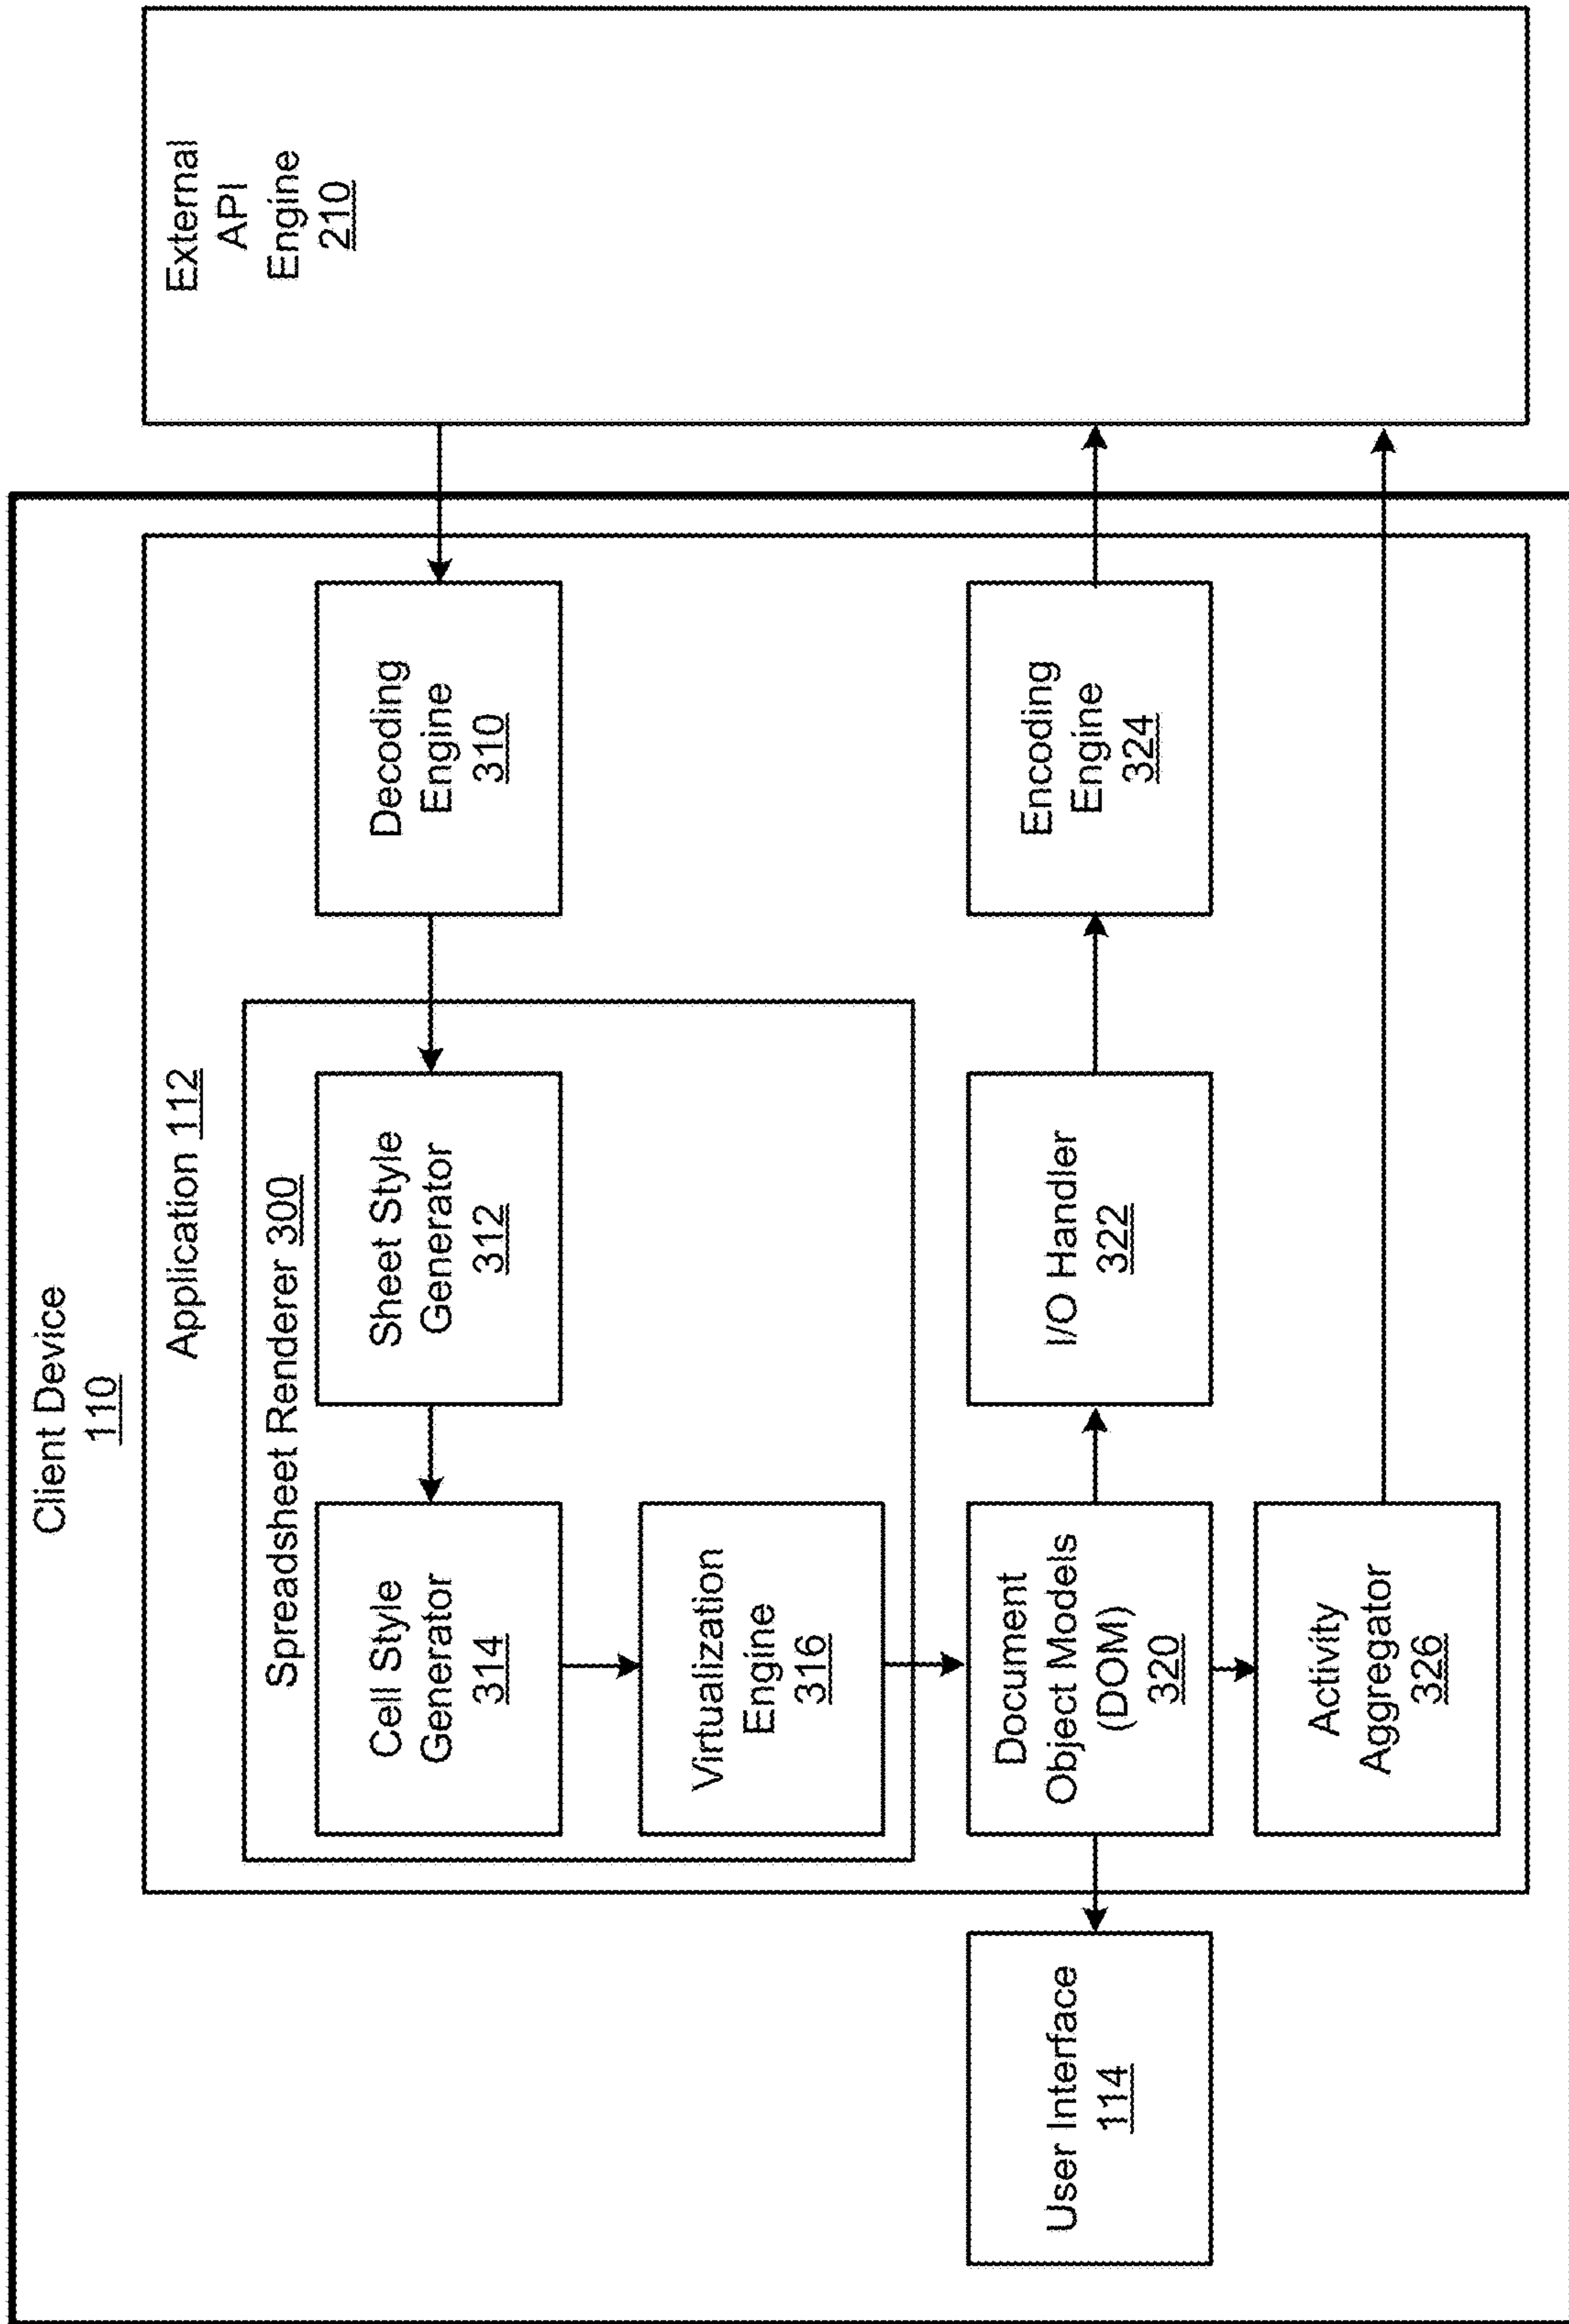 Client Device
110
Application 112
Spreadsheet Renderer 300
Cell Style
Generator
314
Sheet Style
Generator
312
Decoding
Engine
310
External
API
Engine
210
Virtualization
Engine
316
User Interface
114
Document
Object Models
(DOM)
320
I/O Handler
322
Encoding
Engine
324
Activity
Aggregator
326